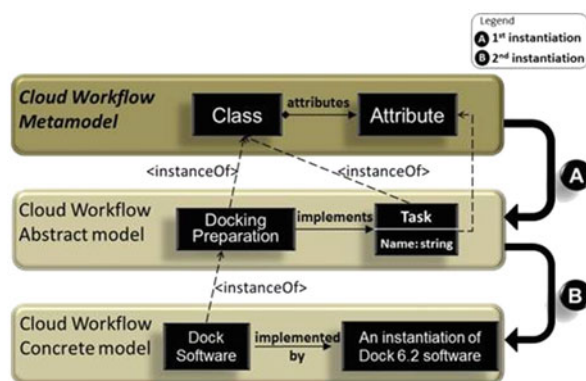 Legend
A 1st instantiation
B 2nd instantiation
Cloud Workflow
Metamodel
Class
attributes
Attribute
<instanceOf>
<instanceOf>
A
Cloud Workflow
Abstract model
Docking
Preparation
implements
Task
Name: string
<instanceOf>
B
Cloud Workflow
Concrete model
Dock
Software
implemented
by
An instantiation of
Dock 6.2 software